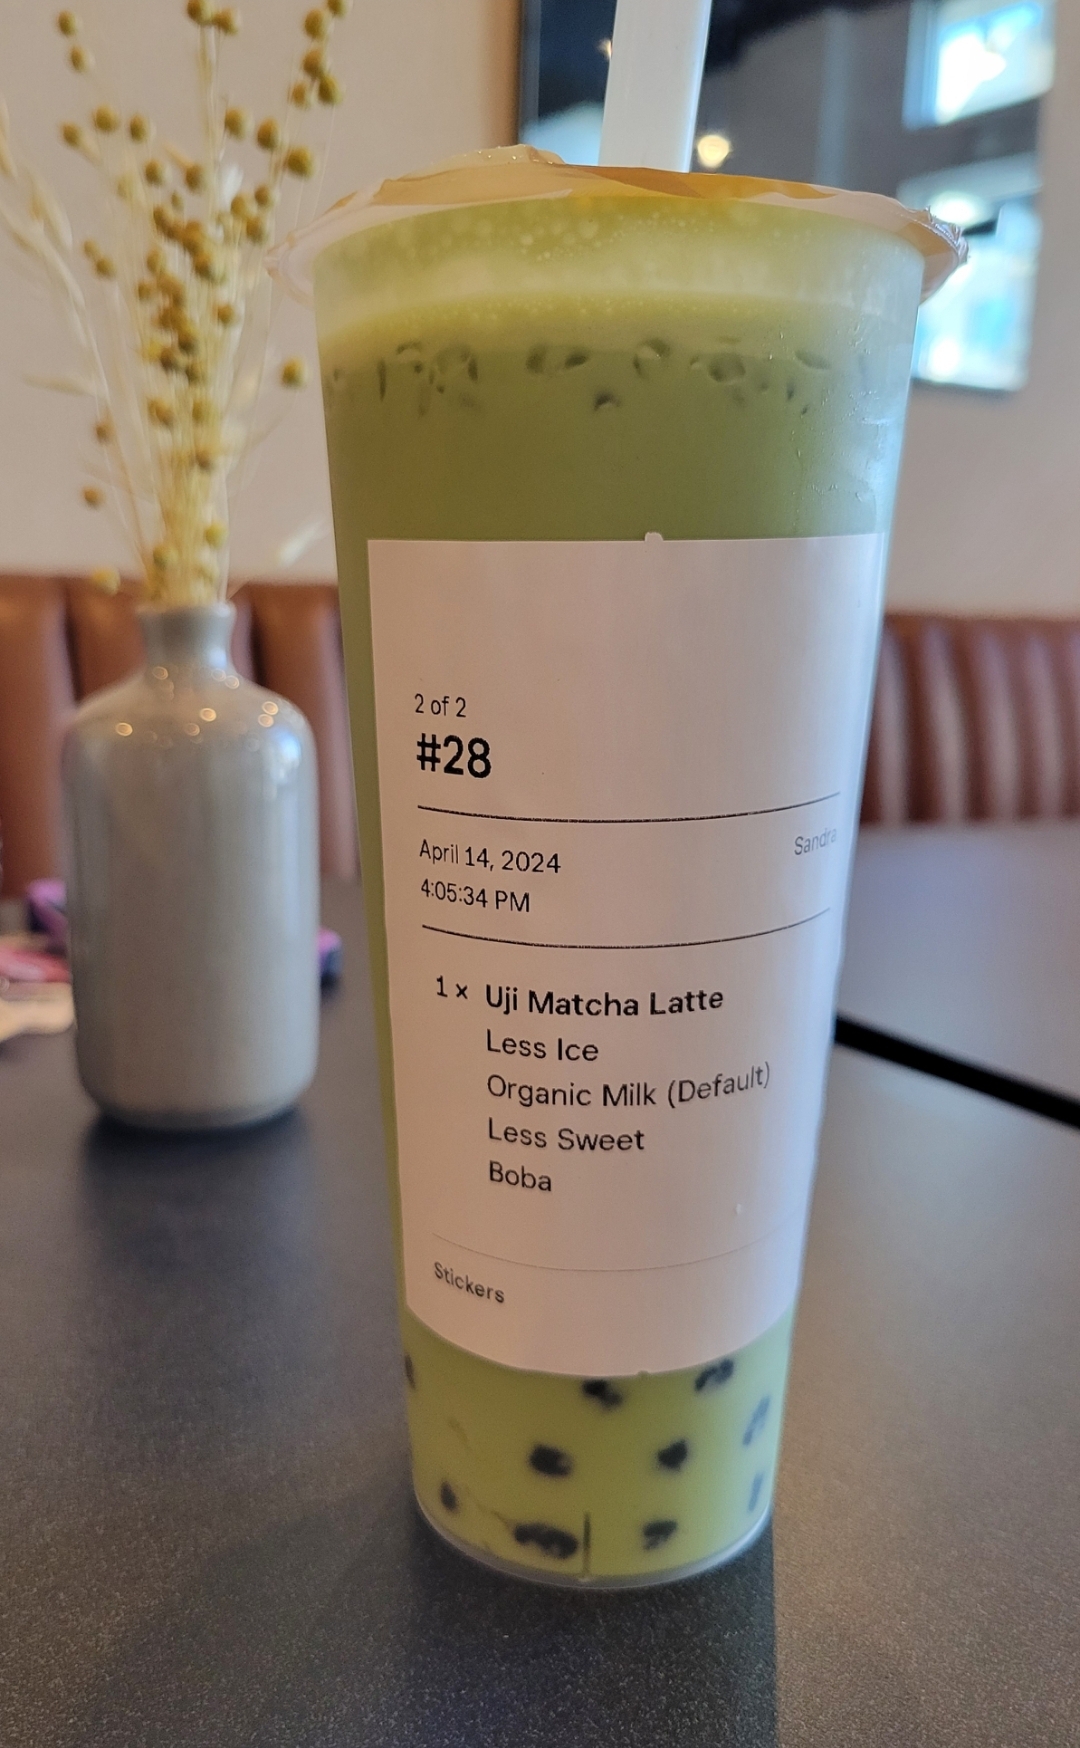 2 of 2
#28
Sandra
April 14, 2024
4:05:34 PM
1 x Uji Matcha Latte
Less Ice
Organic Milk (Default)
Less Sweet
Boba
Stickers